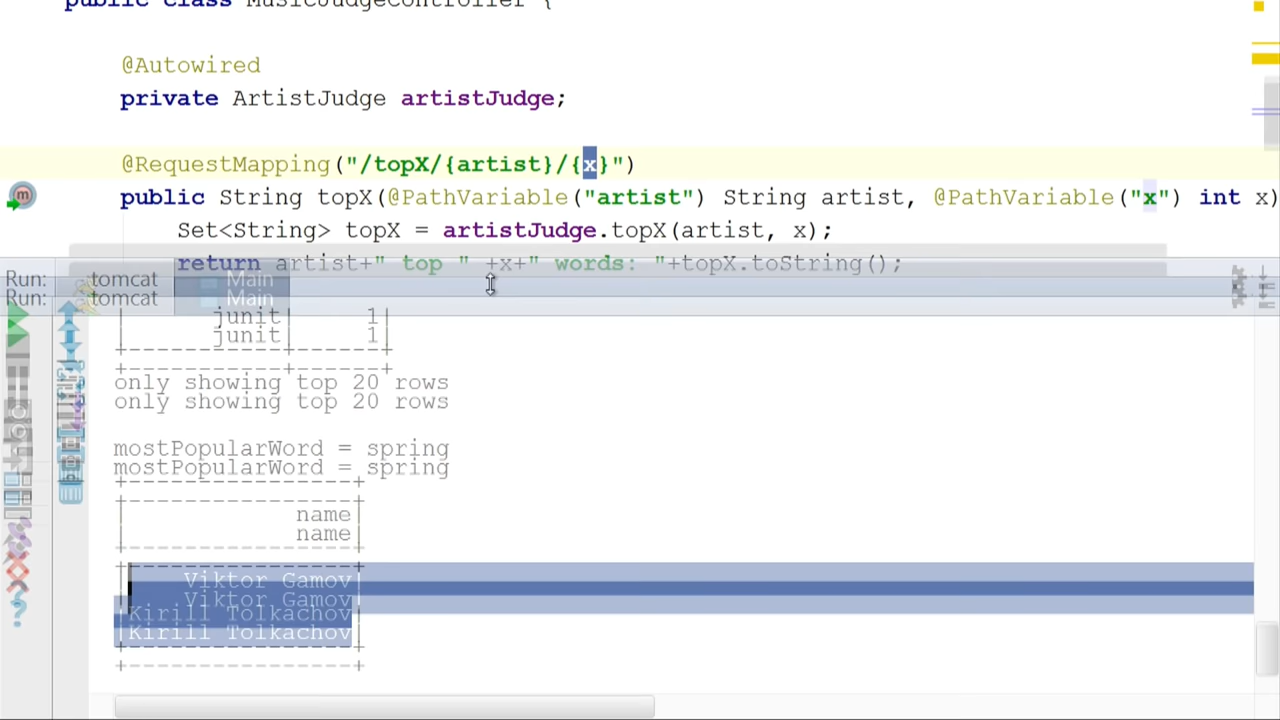 public class MusicJudgeController {
@Autowired
private ArtistJudge artistJudge;
@RequestMapping("/topX/{artist}/{x}")
public String topX(@PathVariable("artist") String artist, @PathVariable("x") int x)
Set<String> topX = artistJudge.topX(artist, x);
return artist+" top " +x+" words: "+topX.toString();
Run: tomcat Main
Run: tomcat Main
| junit| 1|
| junit| 1|
+----------------+------+
+----------------+------+
only showing top 20 rows
only showing top 20 rows
mostPopularWord = spring
mostPopularWord = spring
+----------------+
+----------------+
| name|
| name|
+----------------+
+----------------+
| Viktor Gamov|
| Viktor Gamov|
|Kirill Tolkachov|
|Kirill Tolkachov|
+----------------+
+----------------+